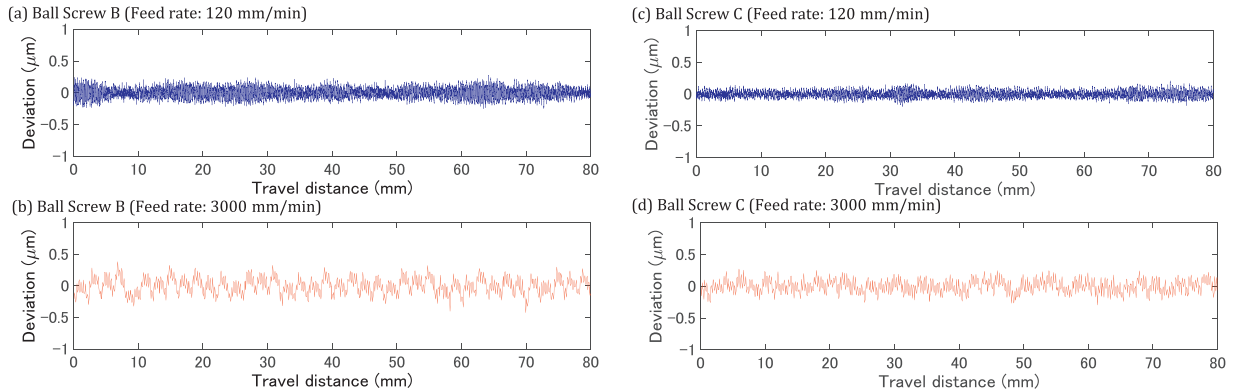 (a) Ball Screw B (Feed rate: 120 mm/min)
1
0.5
0
−0.5
−1
Deviation (μm)
0 10 20 30 40 50 60 70 80
Travel distance (mm)
(b) Ball Screw B (Feed rate: 3000 mm/min)
1
0.5
0
−0.5
−1
Deviation (μm)
0 10 20 30 40 50 60 70 80
Travel distance (mm)
(c) Ball Screw C (Feed rate: 120 mm/min)
1
0.5
0
−0.5
−1
Deviation (μm)
0 10 20 30 40 50 60 70 80
Travel distance (mm)
(d) Ball Screw C (Feed rate: 3000 mm/min)
1
0.5
0
−0.5
−1
Deviation (μm)
0 10 20 30 40 50 60 70 80
Travel distance (mm)